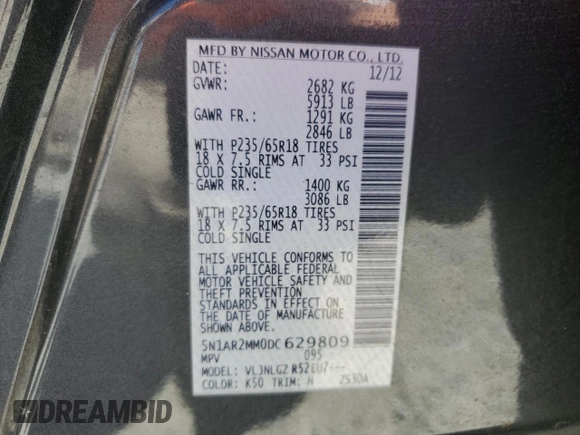 MFD BY NISSAN MOTOR CO., LTD.
DATE: 12/12
GVWR: 2682 KG
5913 LB
GAWR FR.: 1291 KG
2846 LB
WITH P235/65R18 TIRES
18 X 7.5 RIMS AT 33 PSI
COLD SINGLE
GAWR RR.: 1400 KG
3086 LB
WITH P235/65R18 TIRES
18 X 7.5 RIMS AT 33 PSI
COLD SINGLE
THIS VEHICLE CONFORMS TO
ALL APPLICABLE FEDERAL
MOTOR VEHICLE SAFETY AND
THEFT PREVENTION
STANDARDS IN EFFECT ON
THE DATE OF MANUFACTURE
SHOWN ABOVE.
5N1AR2MM0DC629809
MPV 095
MODEL: VLJNLGZ R52EUZ---
COLOR: K50 TRIM: H 2530A
DREAMBID